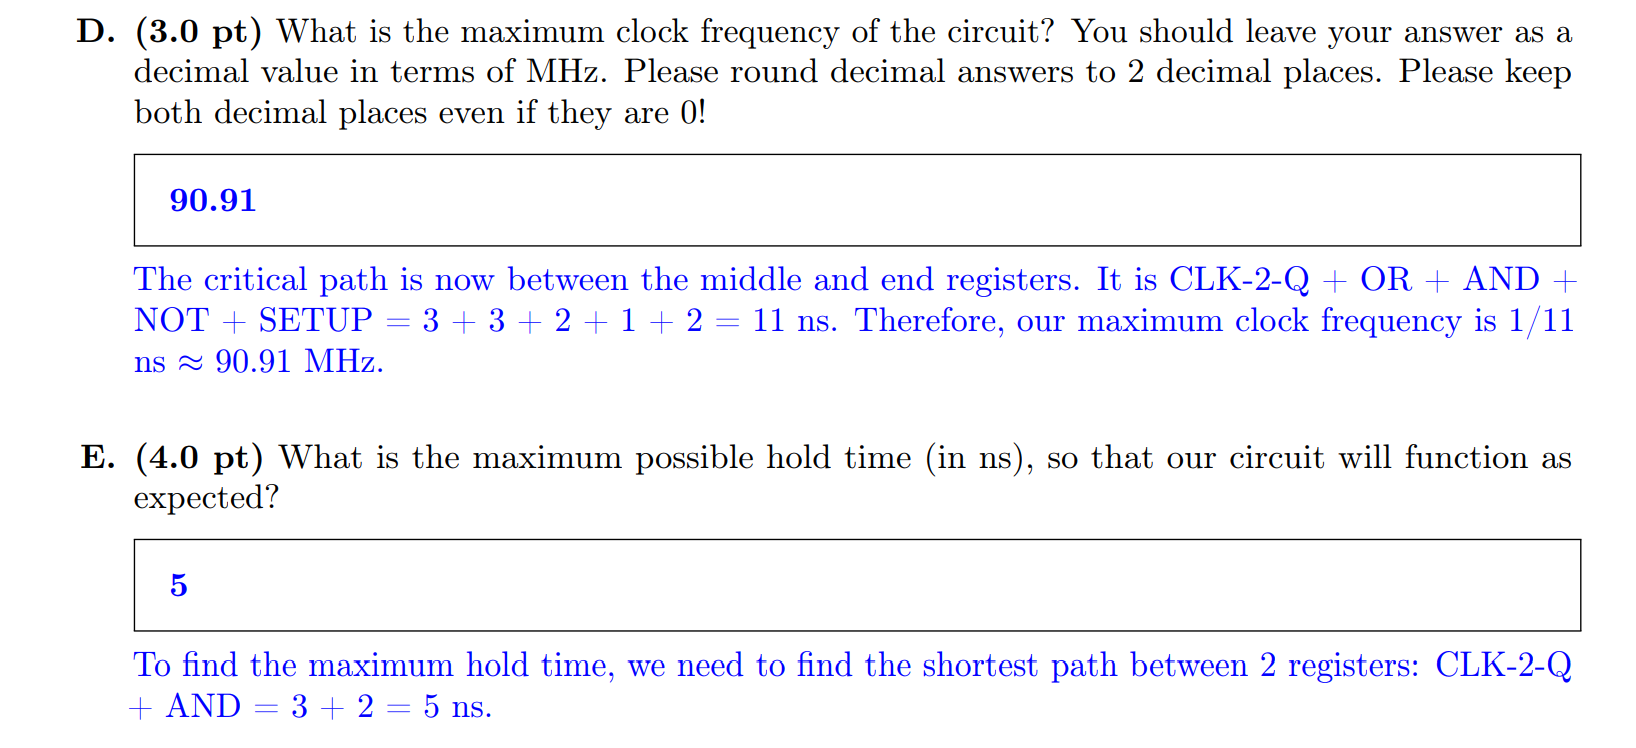 D. (3.0 pt) What is the maximum clock frequency of the circuit? You should leave your answer as a
decimal value in terms of MHz. Please round decimal answers to 2 decimal places. Please keep
both decimal places even if they are 0!
90.91
The critical path is now between the middle and end registers. It is CLK-2-Q + OR + AND +
NOT + SETUP = 3 + 3 + 2 + 1 + 2 = 11 ns. Therefore, our maximum clock frequency is 1/11
ns ≈ 90.91 MHz.
E. (4.0 pt) What is the maximum possible hold time (in ns), so that our circuit will function as
expected?
5
To find the maximum hold time, we need to find the shortest path between 2 registers: CLK-2-Q
+ AND = 3 + 2 = 5 ns.